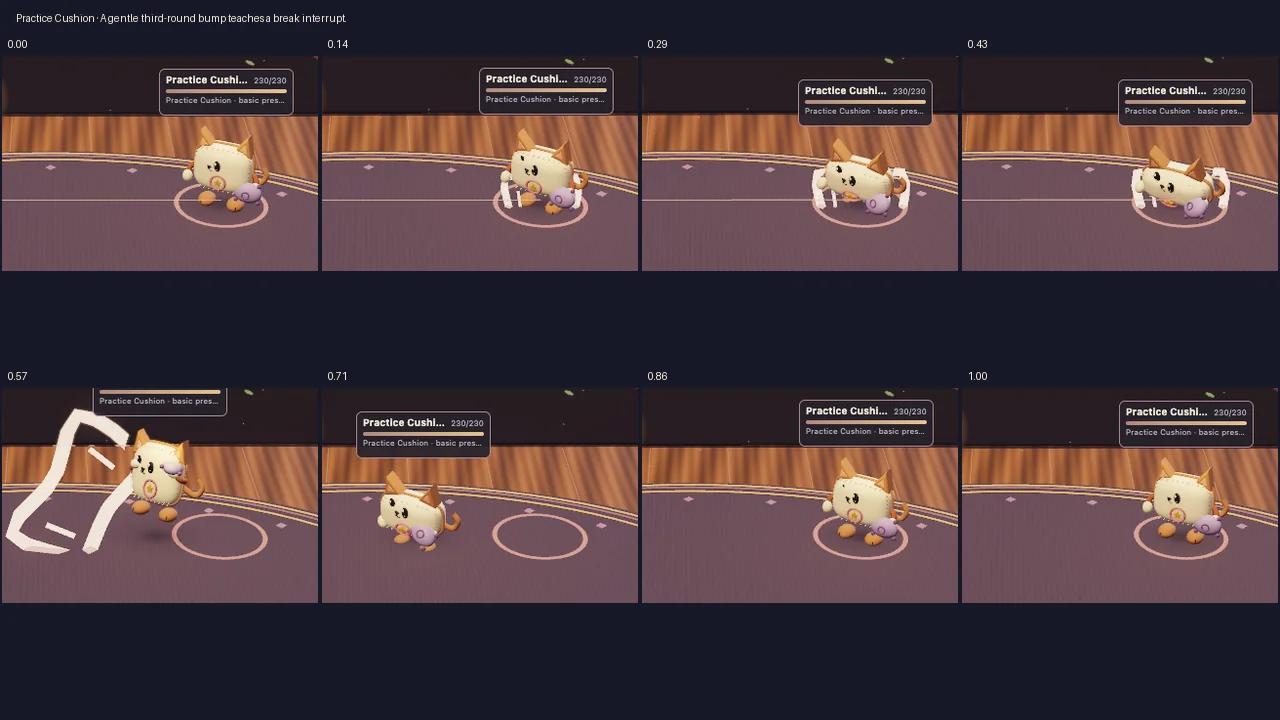 Practice Cushion · A gentle third-round bump teaches a break interrupt.
0.00
0.14
0.29
0.43
Practice Cushi... 230/230
Practice Cushion · basic pres...
Practice Cushi... 230/230
Practice Cushion · basic pres...
Practice Cushi... 230/230
Practice Cushion · basic pres...
Practice Cushi... 230/230
Practice Cushion · basic pres...
0.57
0.71
0.86
1.00
Practice Cushion · basic pres...
Practice Cushi... 230/230
Practice Cushion · basic pres...
Practice Cushi... 230/230
Practice Cushion · basic pres...
Practice Cushi... 230/230
Practice Cushion · basic pres...